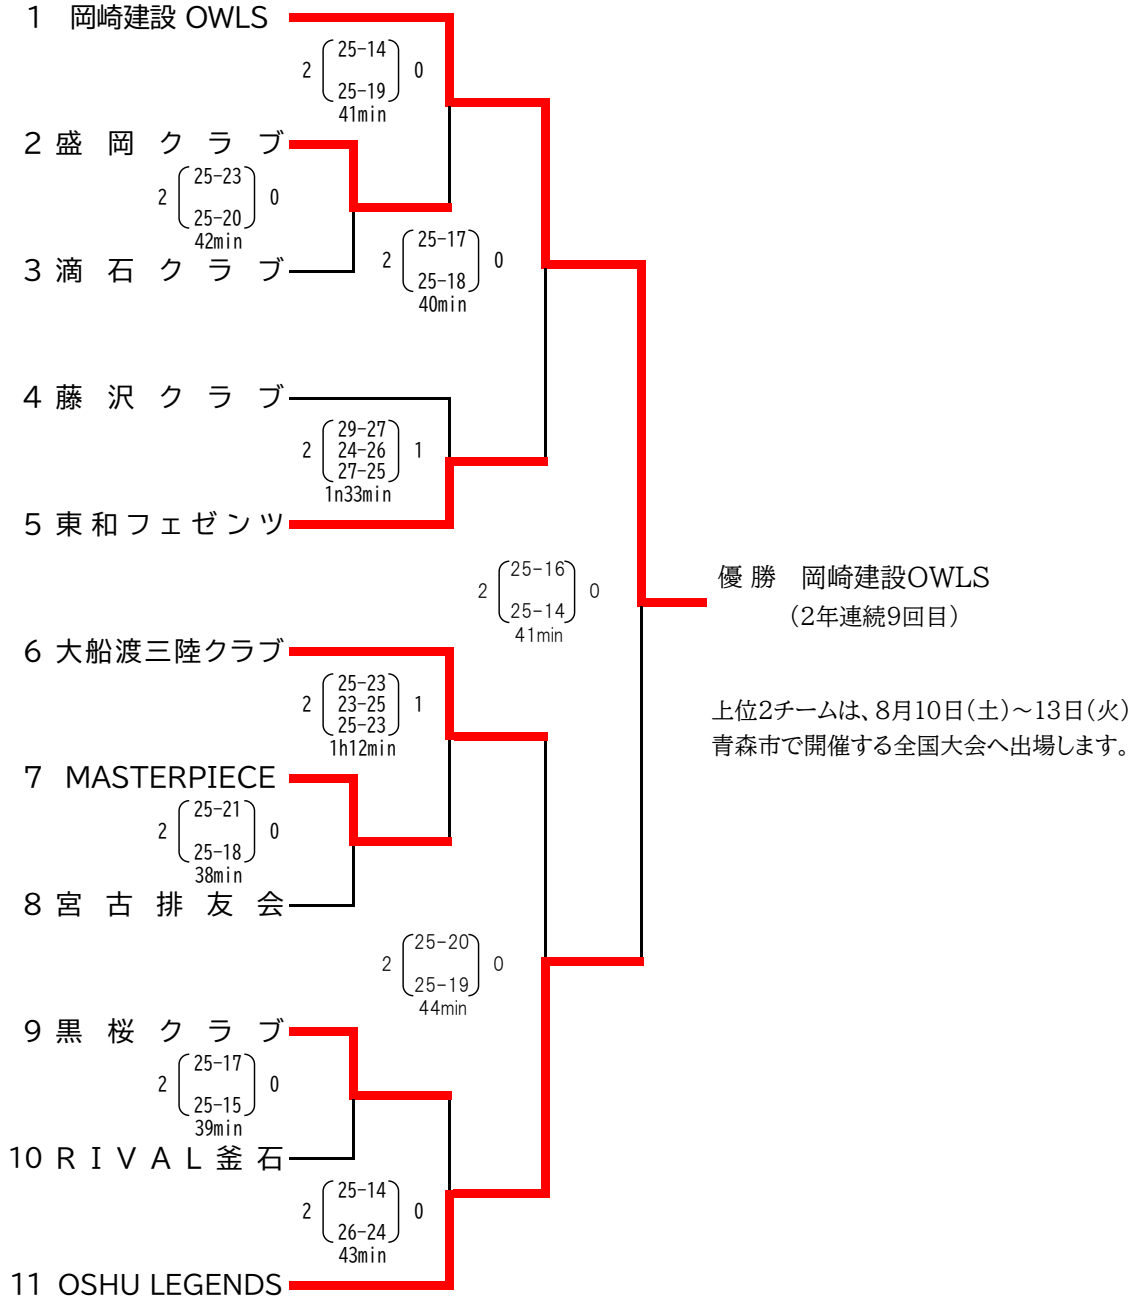 1 岡崎建設 OWLS
25-14
2 0
25-19
41min
2 盛岡クラブ
25-23
2 0
25-20
42min
3 滴石クラブ
25-17
2 0
25-18
40min
4 藤沢クラブ
29-27
2 24-26 1
27-25
1n33min
5 東和フェゼンツ
25-16
2 0
25-14
41min
優勝 岡崎建設OWLS
（2年連続9回目）
6 大船渡三陸クラブ
25-23
2 23-25 1
25-23
1h12min
上位2チームは、8月10日（土）～13日（火）
青森市で開催する全国大会へ出場します。
7 MASTERPIECE
25-21
2 0
25-18
38min
8 宮古排友会
25-20
2 0
25-19
44min
9 黒桜クラブ
25-17
2 0
25-15
39min
10 RIVAL釜石
25-14
2 0
26-24
43min
11 OSHU LEGENDS